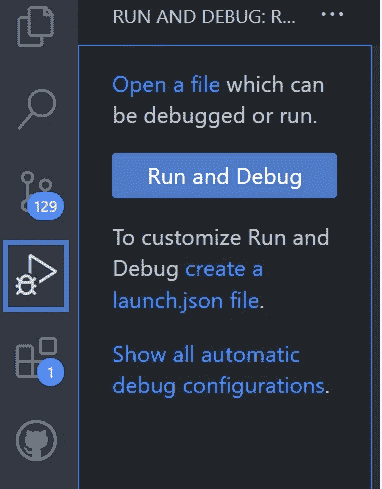 RUN AND DEBUG: R... ...
Open a file which can
be debugged or run.
129
Run and Debug
To customize Run and
Debug create a
launch.json file.
Show all automatic
debug configurations.
1